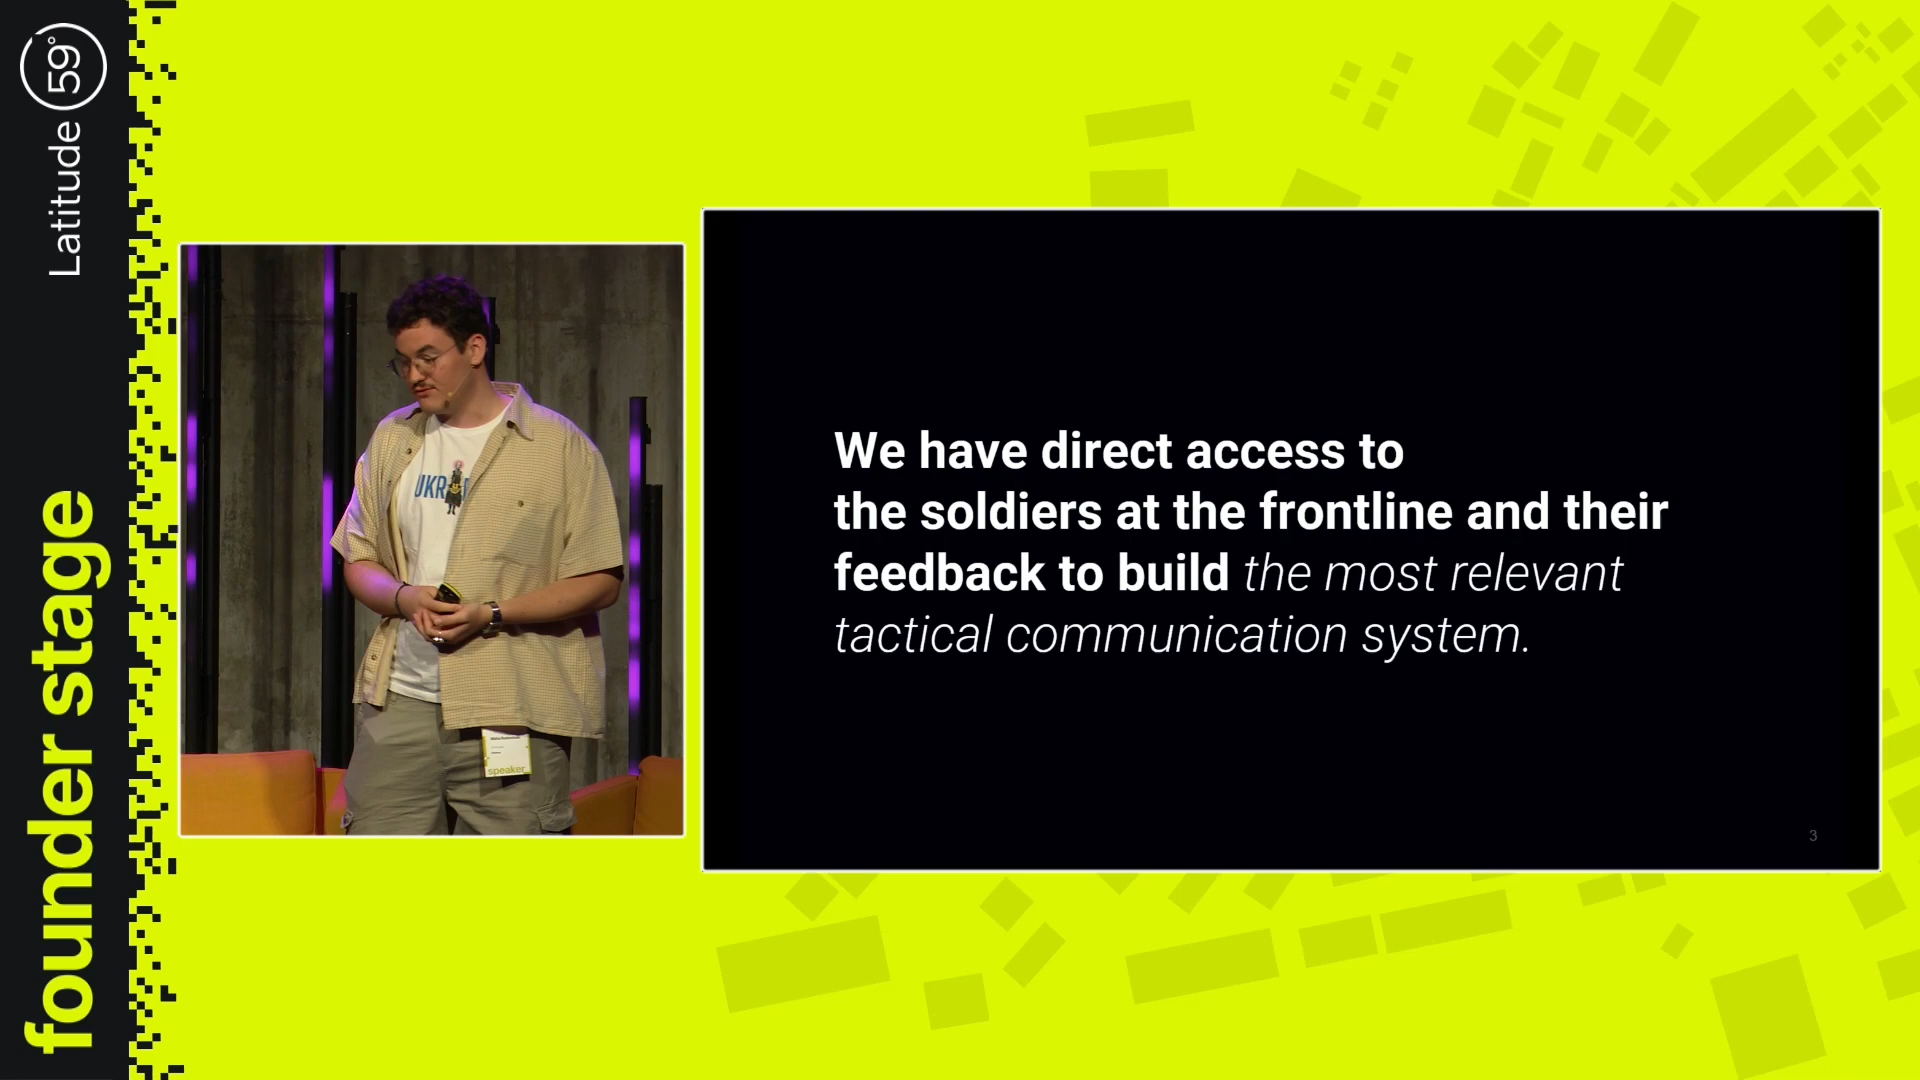 Latitude 59°
founder stage
UKR
speaker
We have direct access to
the soldiers at the frontline and their
feedback to build the most relevant
tactical communication system.
3